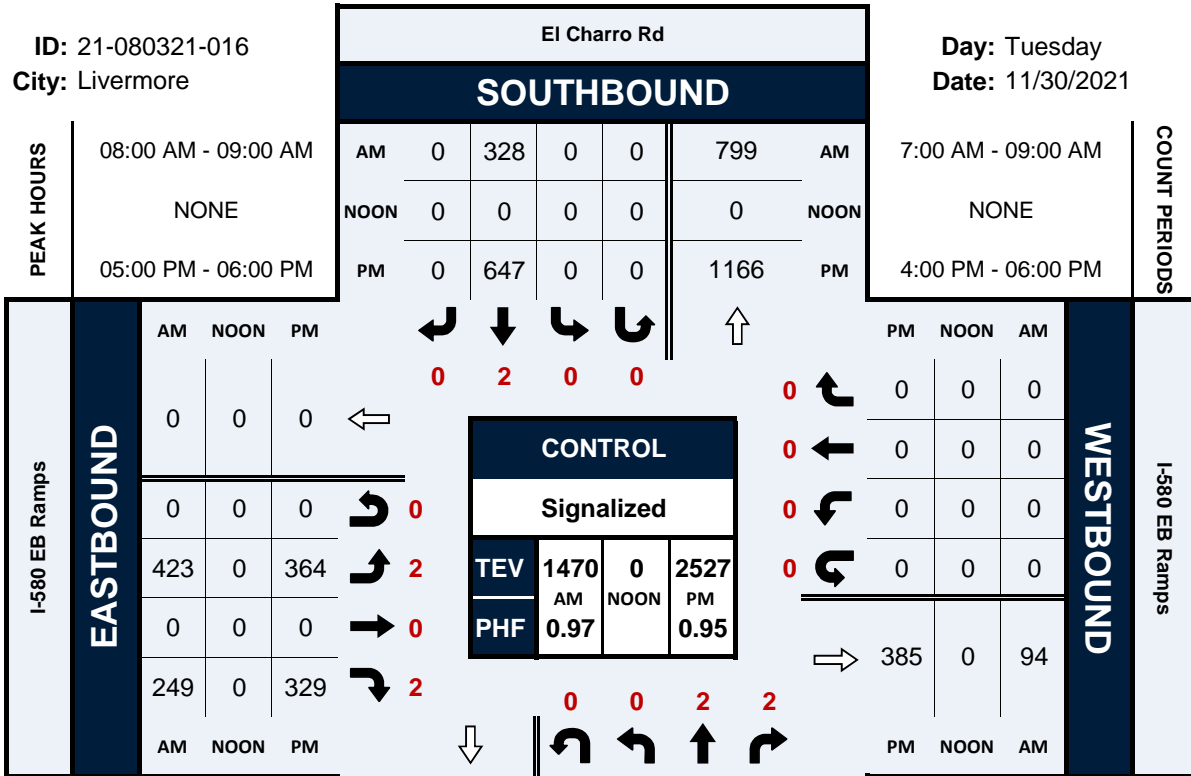 ID: 21-080321-016
City: Livermore
El Charro Rd
SOUTHBOUND
Day: Tuesday
Date: 11/30/2021
PEAK HOURS
08:00 AM - 09:00 AM
NONE
05:00 PM - 06:00 PM
AM 0 328 0 0 799 AM
NOON 0 0 0 0 0 NOON
PM 0 647 0 0 1166 PM
7:00 AM - 09:00 AM
NONE
4:00 PM - 06:00 PM
COUNT PERIODS
0 2 0 0
I-580 EB Ramps
EASTBOUND
AM NOON PM
0 0 0
0 0 0 0
423 0 364 2
0 0 0 0
249 0 329 2
AM NOON PM
CONTROL
Signalized
TEV 1470 0 2527
AM NOON PM
PHF 0.97 0.95
PM NOON AM
0 0 0 0
0 0 0 0
0 0 0 0
0 0 0 0
385 0 94
PM NOON AM
WESTBOUND
I-580 EB Ramps
0 0 2 2